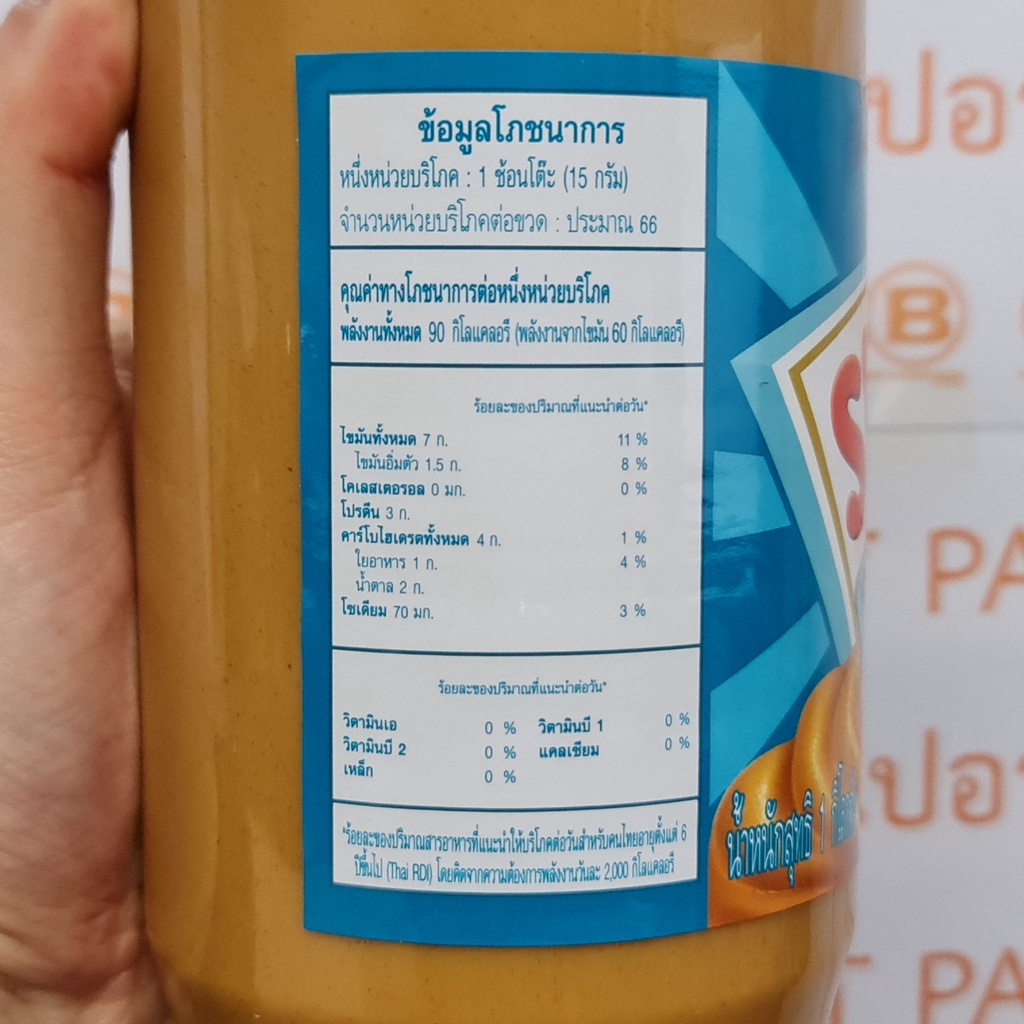 ข้อมูลโภชนาการ
หนึ่งหน่วยบริโภค : 1 ช้อนโต๊ะ (15 กรัม)
จำนวนหน่วยบริโภคต่อขวด : ประมาณ 66
คุณค่าทางโภชนาการต่อหนึ่งหน่วยบริโภค
พลังงานทั้งหมด 90 กิโลแคลอรี (พลังงานจากไขมัน 60 กิโลแคลอรี)
ร้อยละของปริมาณที่แนะนำต่อวัน*
ไขมันทั้งหมด 7 ก. 11 %
ไขมันอิ่มตัว 1.5 ก. 8 %
โคเลสเตอรอล 0 มก. 0 %
โปรตีน 3 ก.
คาร์โบไฮเดรตทั้งหมด 4 ก. 1 %
ใยอาหาร 1 ก. 4 %
น้ำตาล 2 ก.
โซเดียม 70 มก. 3 %
ร้อยละของปริมาณที่แนะนำต่อวัน*
วิตามินเอ 0 % วิตามินบี 1 0 %
วิตามินบี 2 0 % แคลเซียม 0 %
เหล็ก 0 %
*ร้อยละของปริมาณสารอาหารที่แนะนำให้บริโภคต่อวันสำหรับคนไทยอายุตั้งแต่ 6
ปีขึ้นไป (Thai RDI) โดยคิดจากความต้องการพลังงานวันละ 2,000 กิโลแคลอรี
น้ำหนักสุทธิ 1
B
PA
PA